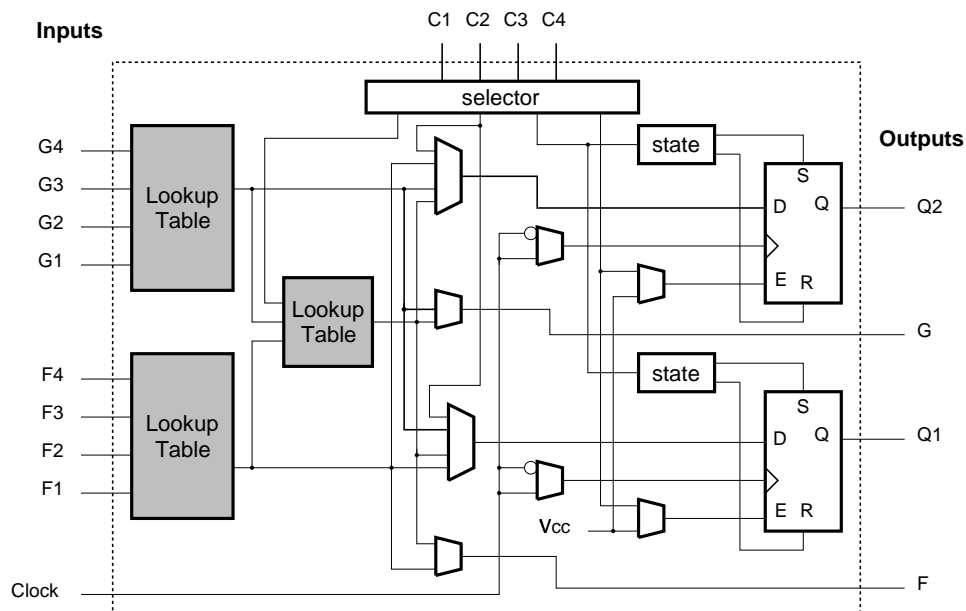 C1 C2 C3 C4
Inputs
selector
Outputs
G4
G3
G2
G1
Lookup
Table
state
S
D Q
E R
Q2
Lookup
Table
G
F4
F3
F2
F1
Lookup
Table
state
S
D Q
E R
Q1
Vcc
Clock
F